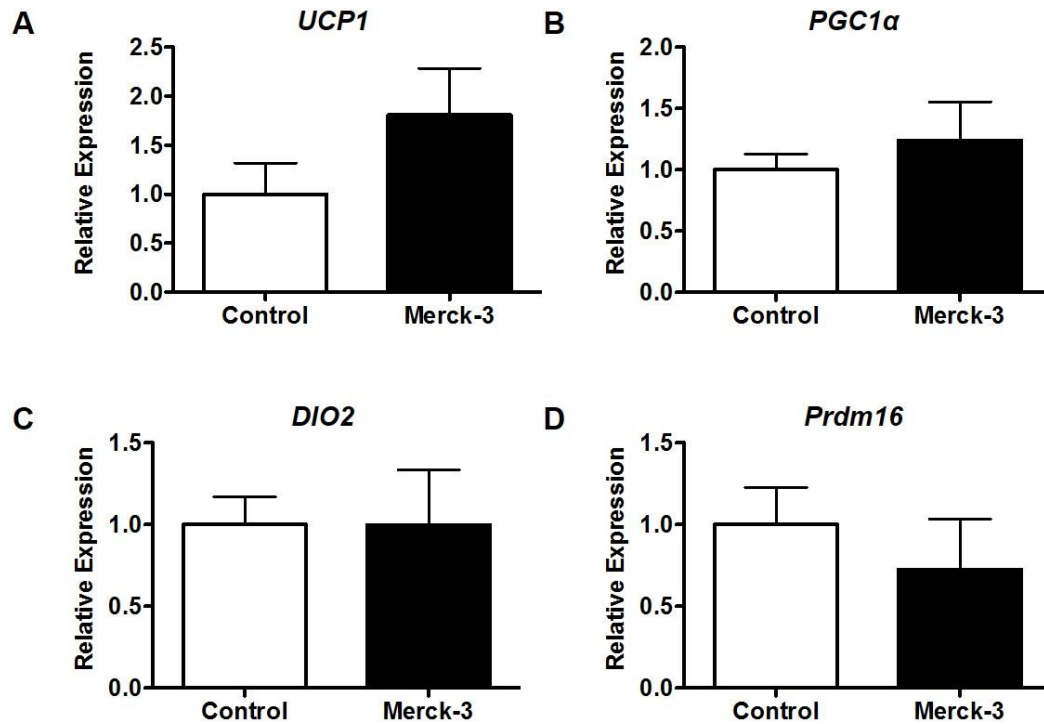 A
UCP1
Relative Expression
2.5
2.0
1.5
1.0
0.5
0.0
Control Merck-3
B
PGC1α
Relative Expression
2.0
1.5
1.0
0.5
0.0
Control Merck-3
C
DIO2
Relative Expression
1.5
1.0
0.5
0.0
Control Merck-3
D
Prdm16
Relative Expression
1.5
1.0
0.5
0.0
Control Merck-3